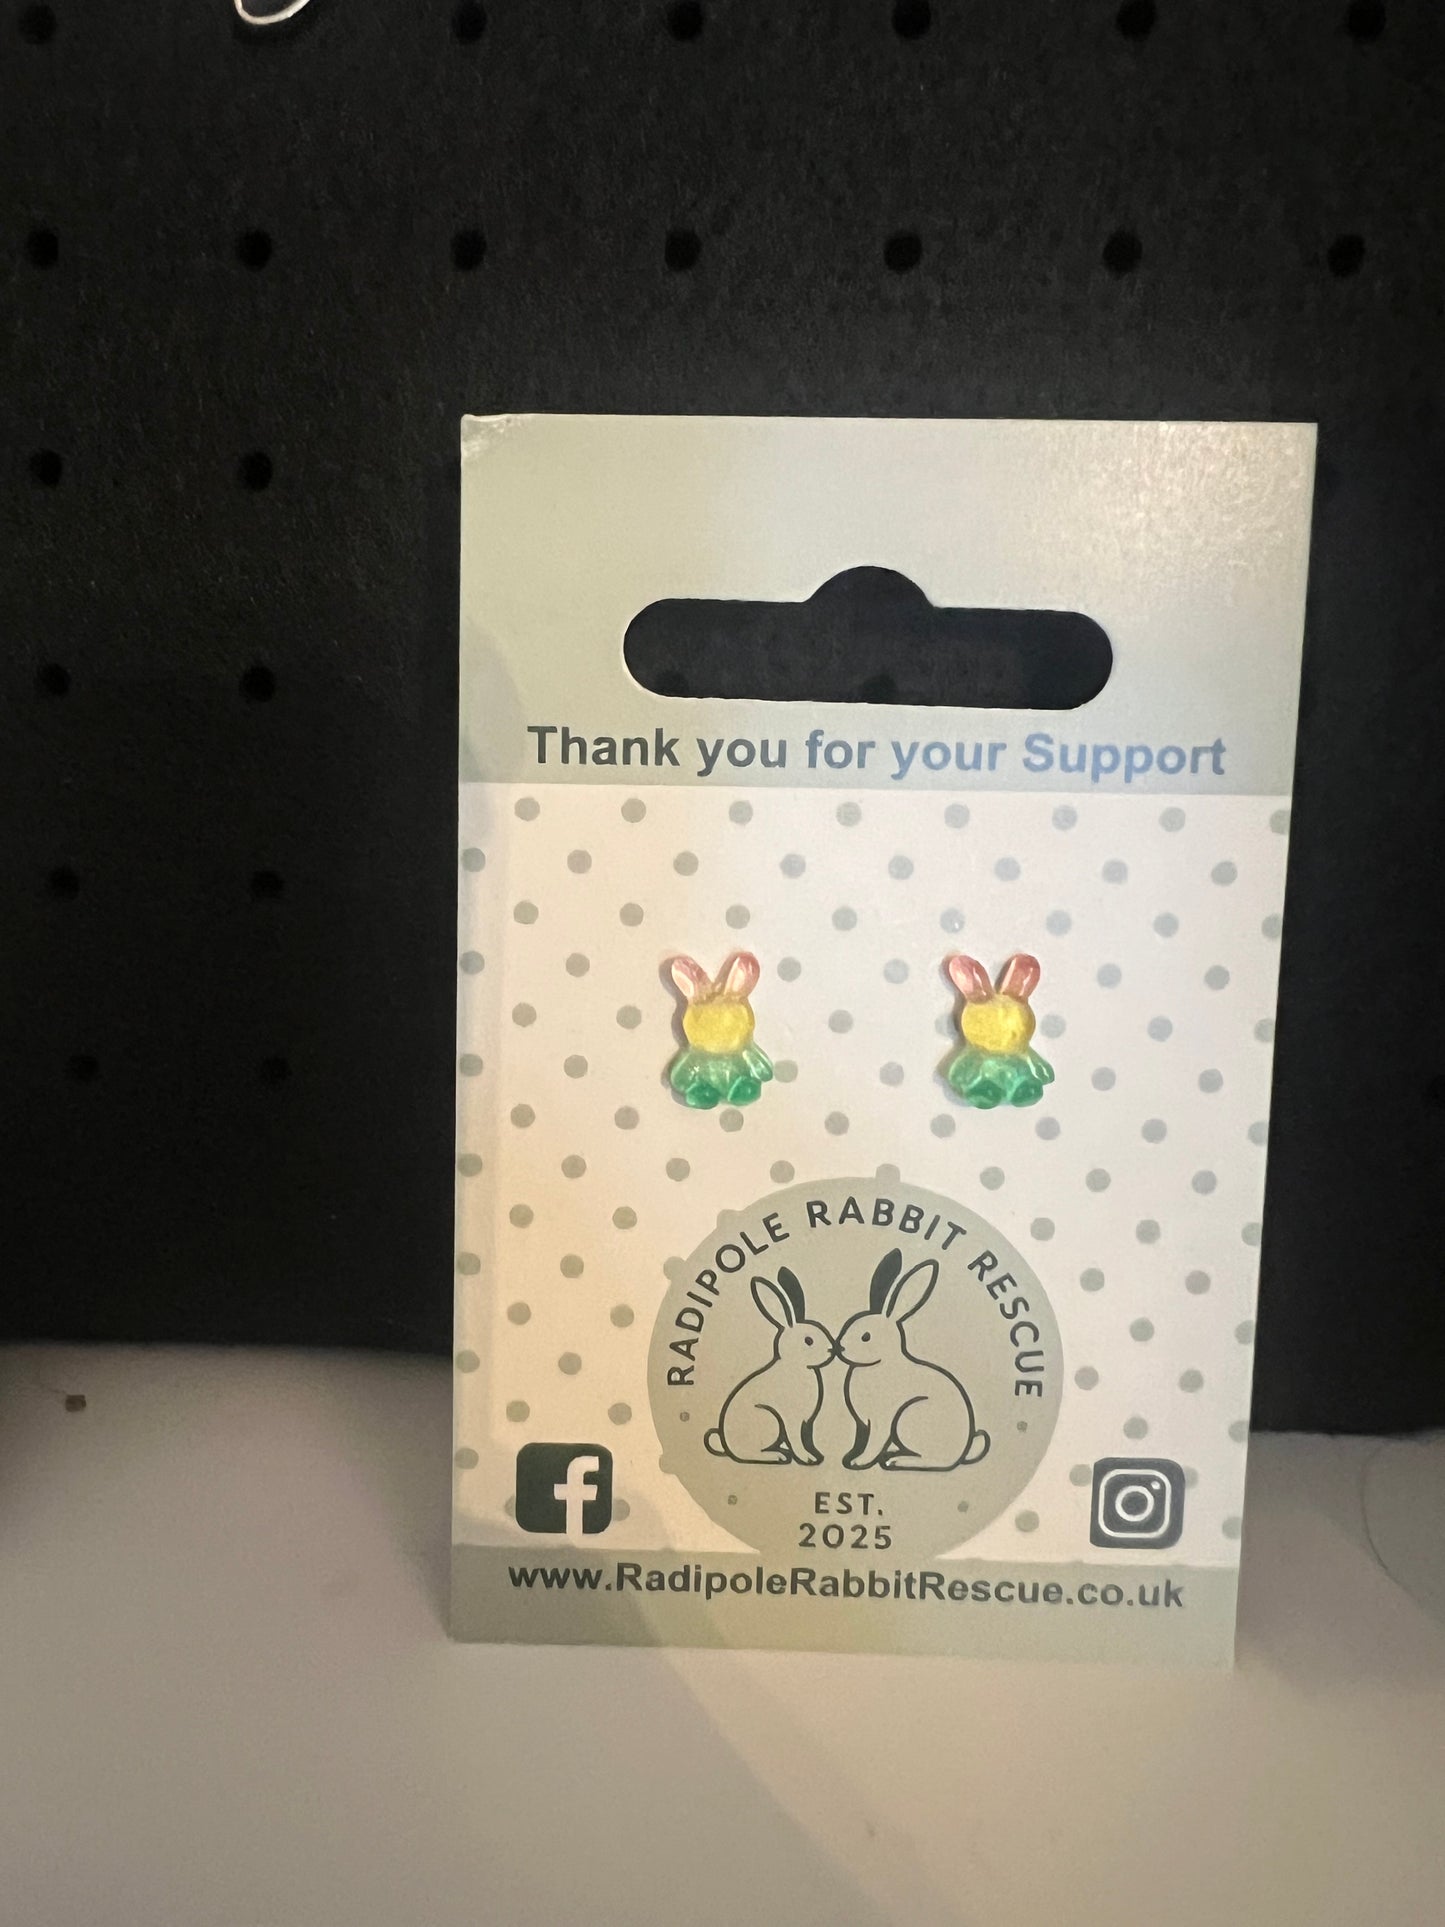 Thank you for your Support
RADIPOLE RABBIT RESCUE
EST.
2025
www.RadipoleRabbitRescue.co.uk